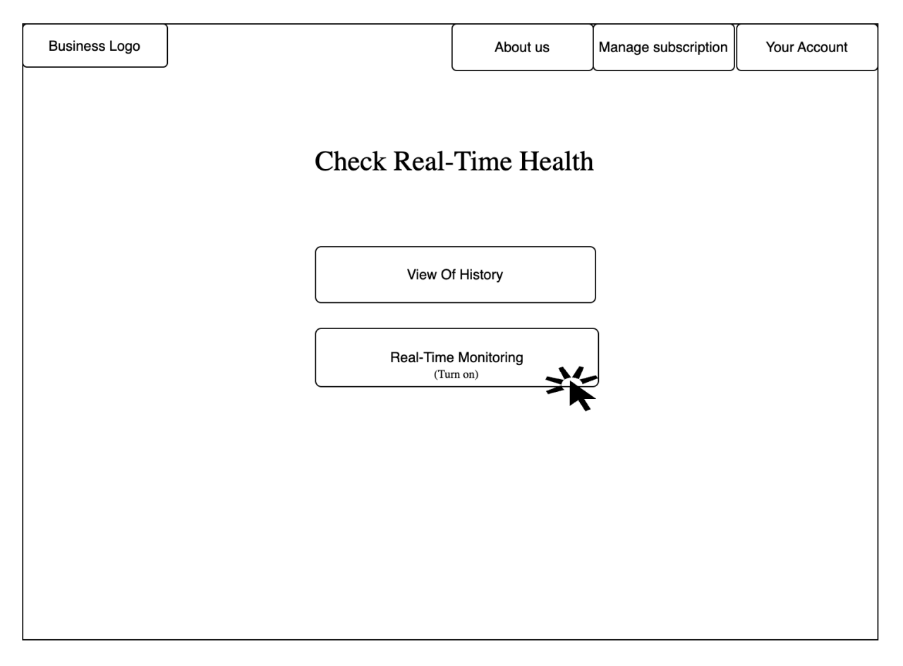 Business Logo
About us
Manage subscription
Your Account
Check Real-Time Health
View Of History
Real-Time Monitoring
(Turn on)